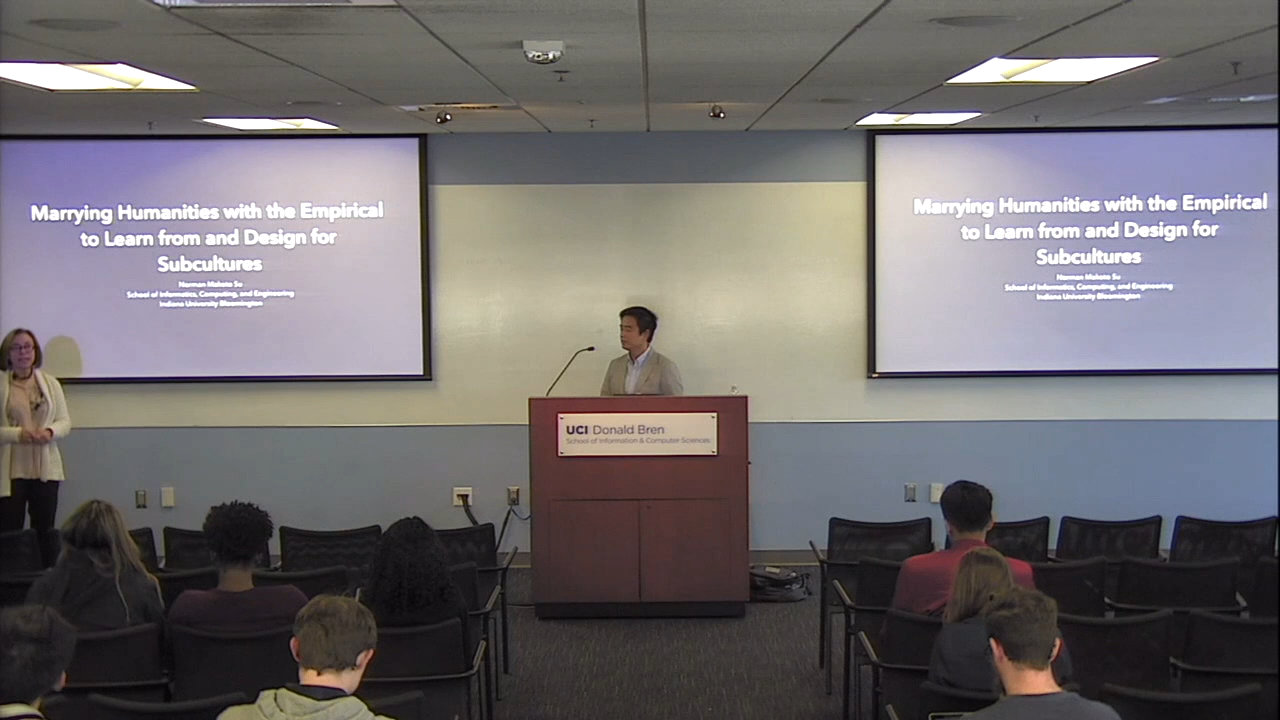 Marrying Humanities with the Empirical
to Learn from and Design for
Subcultures
Norman Makoto Su
School of Informatics, Computing, and Engineering
Indiana University Bloomington
Marrying Humanities with the Empirical
to Learn from and Design for
Subcultures
Norman Makoto Su
School of Informatics, Computing, and Engineering
Indiana University Bloomington
UCI Donald Bren
School of Information & Computer Sciences